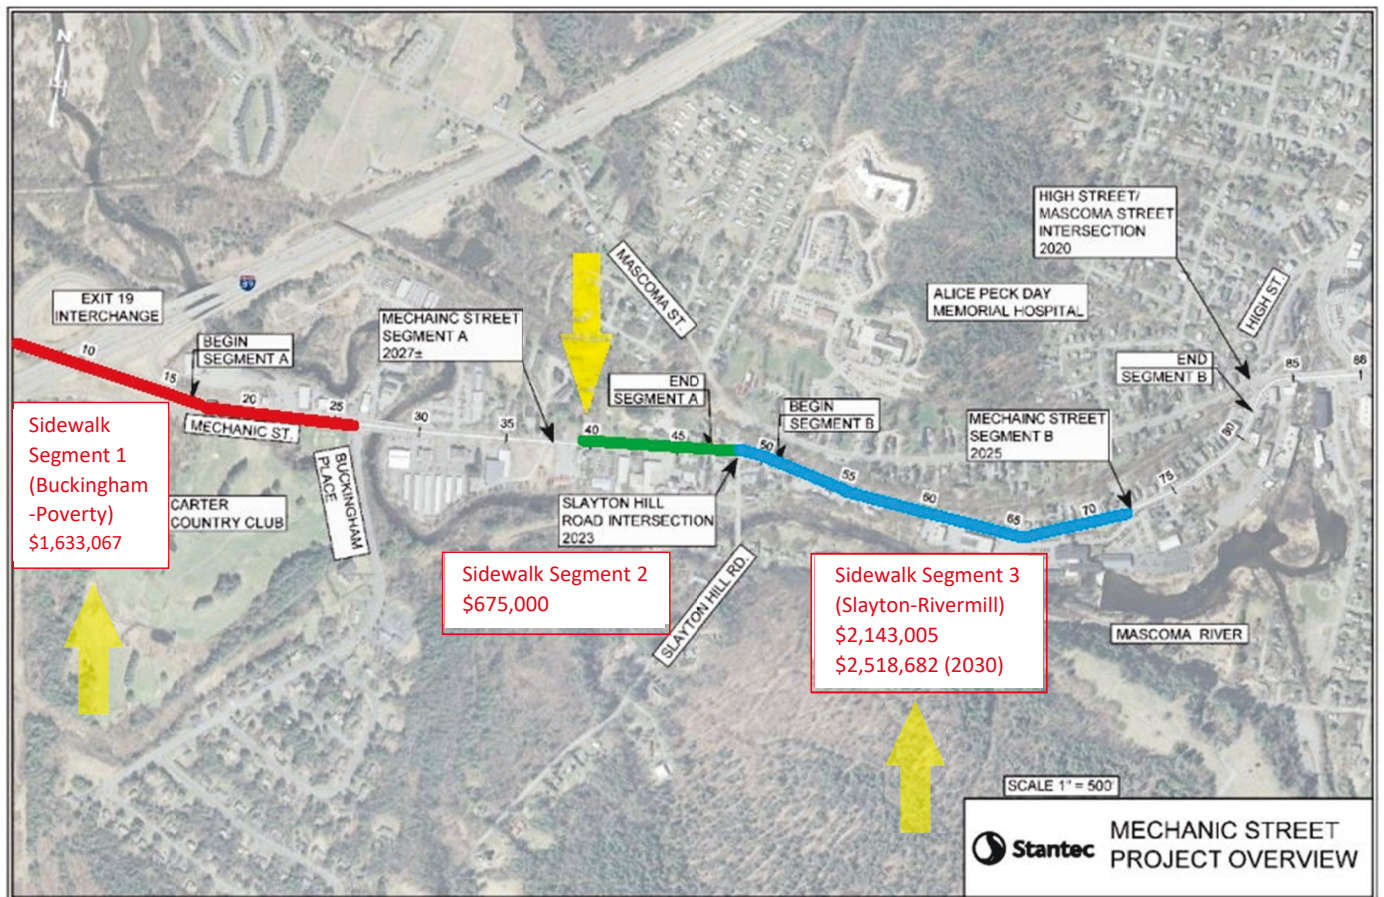 N
89
EXIT 19
INTERCHANGE
10
15
BEGIN
SEGMENT A
20
25
MECHANIC ST.
Sidewalk
Segment 1
(Buckingham
-Poverty)
$1,633,067
CARTER
COUNTRY CLUB
BUCKINGHAM
PLACE
MECHAINC STREET
SEGMENT A
2027±
30
35
40
45
MASCOMA ST.
END
SEGMENT A
50
BEGIN
SEGMENT B
55
60
65
70
75
80
85
88
SLAYTON HILL
ROAD INTERSECTION
2023
SLAYTON HILL RD.
Sidewalk Segment 2
$675,000
ALICE PECK DAY
MEMORIAL HOSPITAL
HIGH STREET/
MASCOMA STREET
INTERSECTION
2020
HIGH ST.
END
SEGMENT B
MECHAINC STREET
SEGMENT B
2025
Sidewalk Segment 3
(Slayton-Rivermill)
$2,143,005
$2,518,682 (2030)
MASCOMA RIVER
SCALE 1" = 500'
Stantec
MECHANIC STREET
PROJECT OVERVIEW